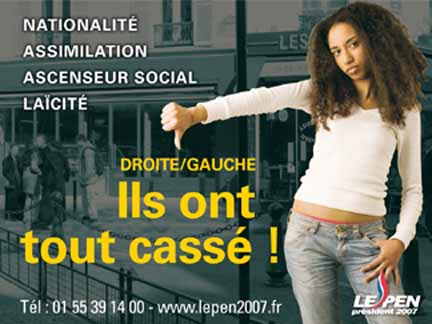 NATIONALITÉ
ASSIMILATION
ASCENSEUR SOCIAL
LAÏCITÉ
LES
DROITE/GAUCHE
Ils ont
tout cassé !
Tél : 01 55 39 14 00 - www.lepen2007.fr
LE PEN
président 2007